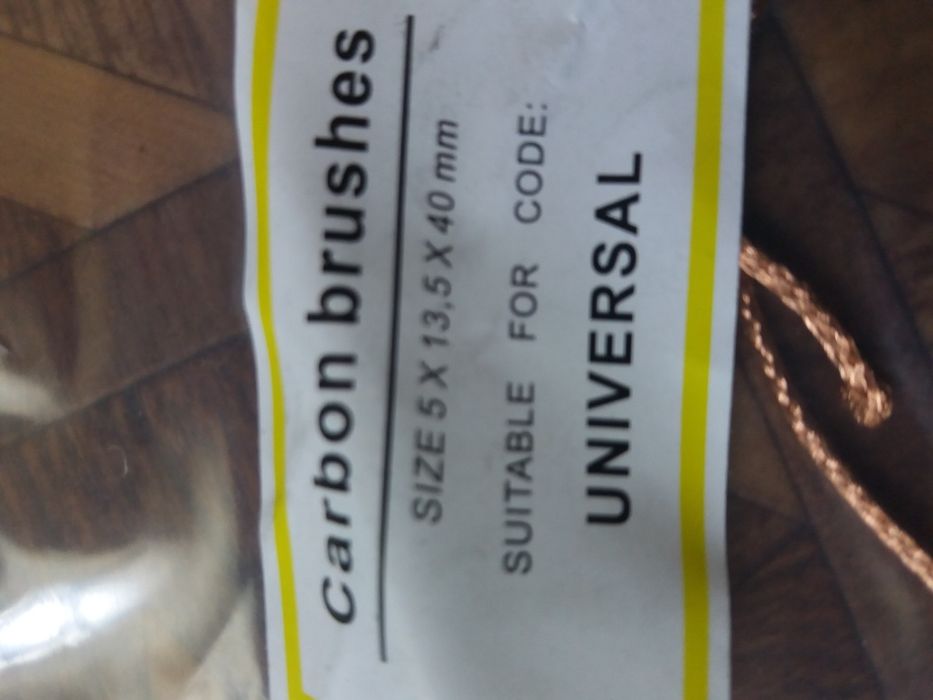 Carbon brushes
SIZE 5 X 13,5 X 40 mm
SUITABLE FOR CODE:
UNIVERSAL